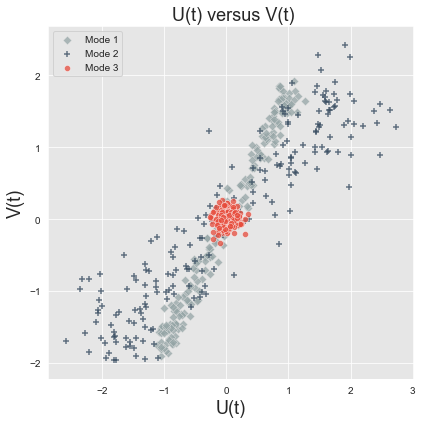 U(t) versus V(t)
Mode 1
Mode 2
Mode 3
V(t)
2
1
0
−1
−2
−2
−1
0
1
2
3
U(t)